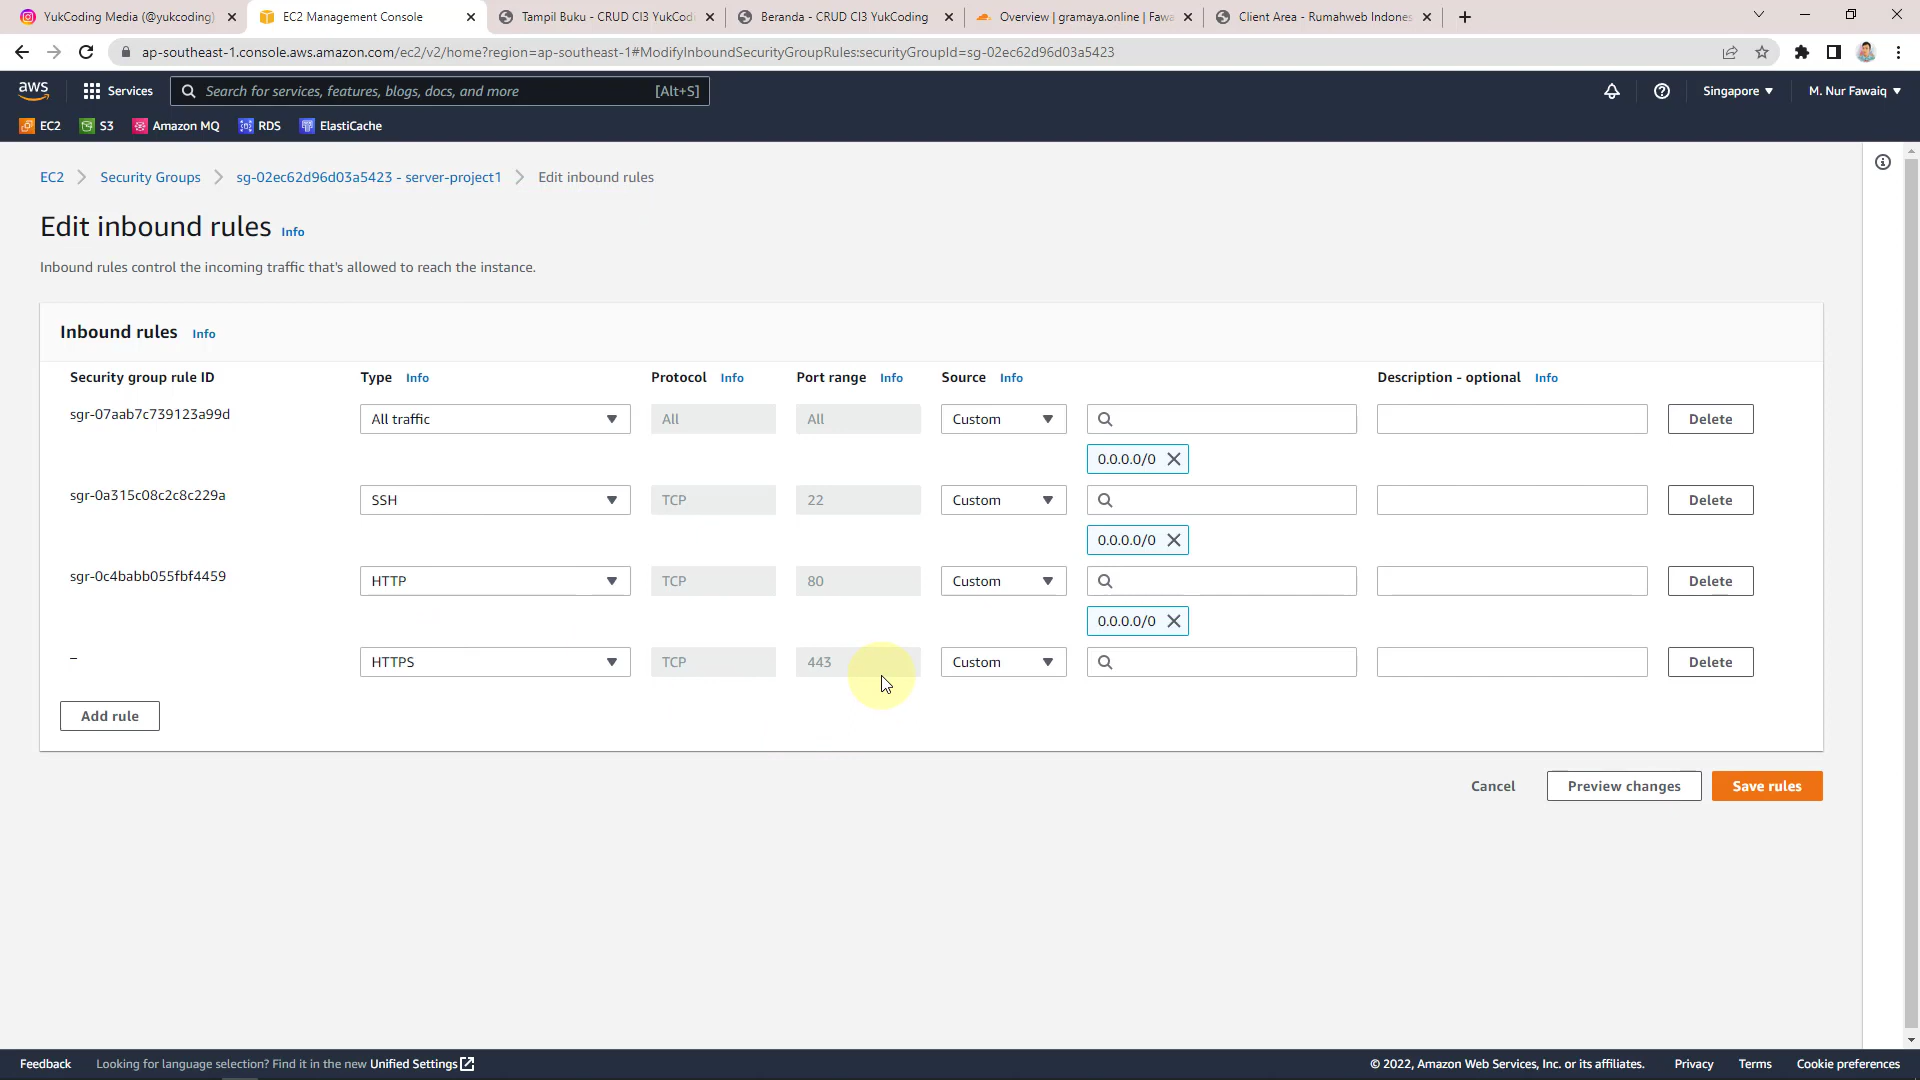 YukCoding Media (@yukcoding)
EC2 Management Console
Tampil Buku - CRUD CI3 YukCodi
Beranda - CRUD CI3 YukCoding
Overview | gramaya.online | Fawa
Client Area - Rumahweb Indones
ap-southeast-1.console.aws.amazon.com/ec2/v2/home?region=ap-southeast-1#ModifyInboundSecurityGroupRules:securityGroupId=sg-02ec62d96d03a5423
aws
Services
Search for services, features, blogs, docs, and more
[Alt+S]
Singapore
M. Nur Fawaiq
EC2
S3
Amazon MQ
RDS
ElastiCache
EC2
Security Groups
sg-02ec62d96d03a5423 - server-project1
Edit inbound rules
Edit inbound rules Info
Inbound rules control the incoming traffic that's allowed to reach the instance.
Inbound rules Info
Security group rule ID
Type Info
Protocol Info
Port range Info
Source Info
Description - optional Info
sgr-07aab7c739123a99d
All traffic
All
All
Custom
Delete
0.0.0.0/0
sgr-0a315c08c2c8c229a
SSH
TCP
22
Custom
Delete
0.0.0.0/0
sgr-0c4babb055fbf4459
HTTP
TCP
80
Custom
Delete
0.0.0.0/0
–
HTTPS
TCP
443
Custom
Delete
Add rule
Cancel
Preview changes
Save rules
Feedback
Looking for language selection? Find it in the new Unified Settings
© 2022, Amazon Web Services, Inc. or its affiliates.
Privacy
Terms
Cookie preferences